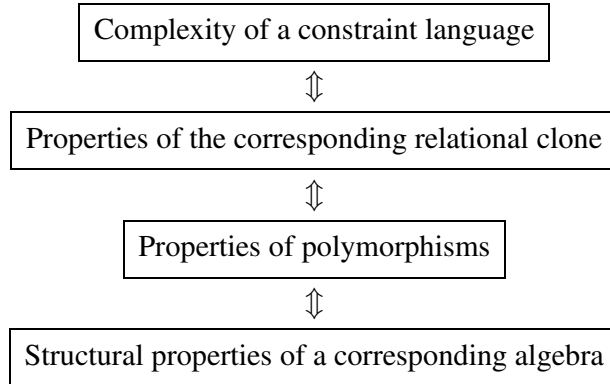 Complexity of a constraint language
⇕
Properties of the corresponding relational clone
⇕
Properties of polymorphisms
⇕
Structural properties of a corresponding algebra